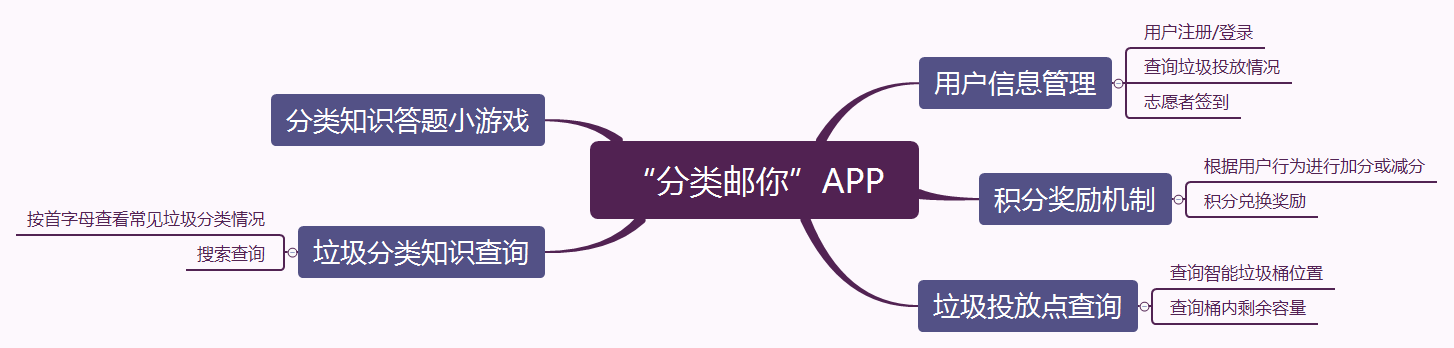 “分类邮你”APP
用户信息管理
用户注册/登录
查询垃圾投放情况
志愿者签到
积分奖励机制
根据用户行为进行加分或减分
积分兑换奖励
垃圾投放点查询
查询智能垃圾桶位置
查询桶内剩余容量
分类知识答题小游戏
垃圾分类知识查询
按首字母查看常见垃圾分类情况
搜索查询